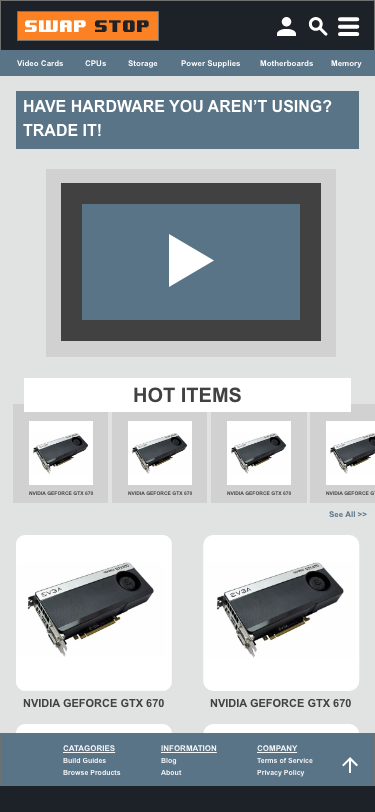 SWAP STOP
Video Cards CPUs Storage Power Supplies Motherboards Memory
HAVE HARDWARE YOU AREN'T USING?
TRADE IT!
HOT ITEMS
NVIDIA GEFORCE GTX 670 NVIDIA GEFORCE GTX 670 NVIDIA GEFORCE GTX 670 NVIDIA GEFORCE G
See All >>
EVGA EVGA
NVIDIA GEFORCE GTX 670 NVIDIA GEFORCE GTX 670
CATAGORIES INFORMATION COMPANY
Build Guides Blog Terms of Service
Browse Products About Privacy Policy